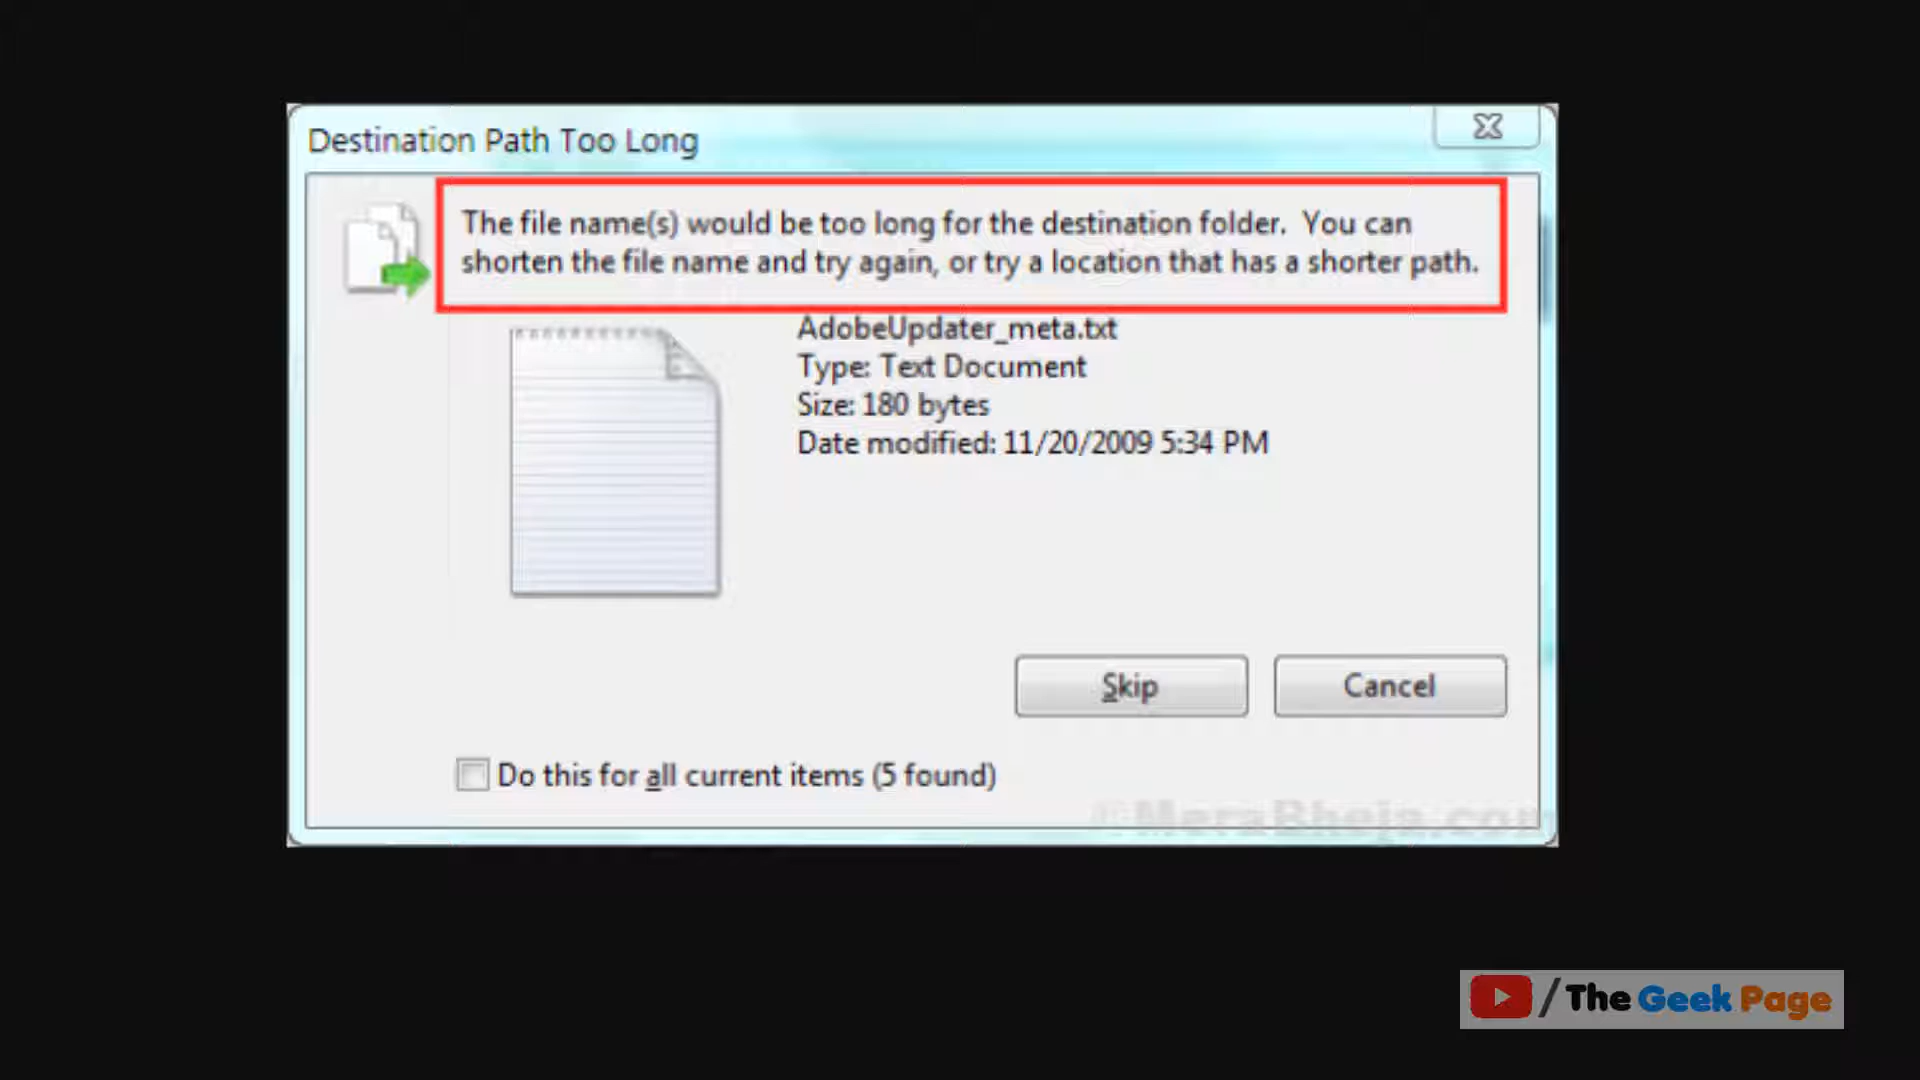 Destination Path Too Long
The file name(s) would be too long for the destination folder. You can
shorten the file name and try again, or try a location that has a shorter path.
AdobeUpdater_meta.txt
Type: Text Document
Size: 180 bytes
Date modified: 11/20/2009 5:34 PM
Skip
Cancel
Do this for all current items (5 found)
©MeraBheja.com
/The Geek Page